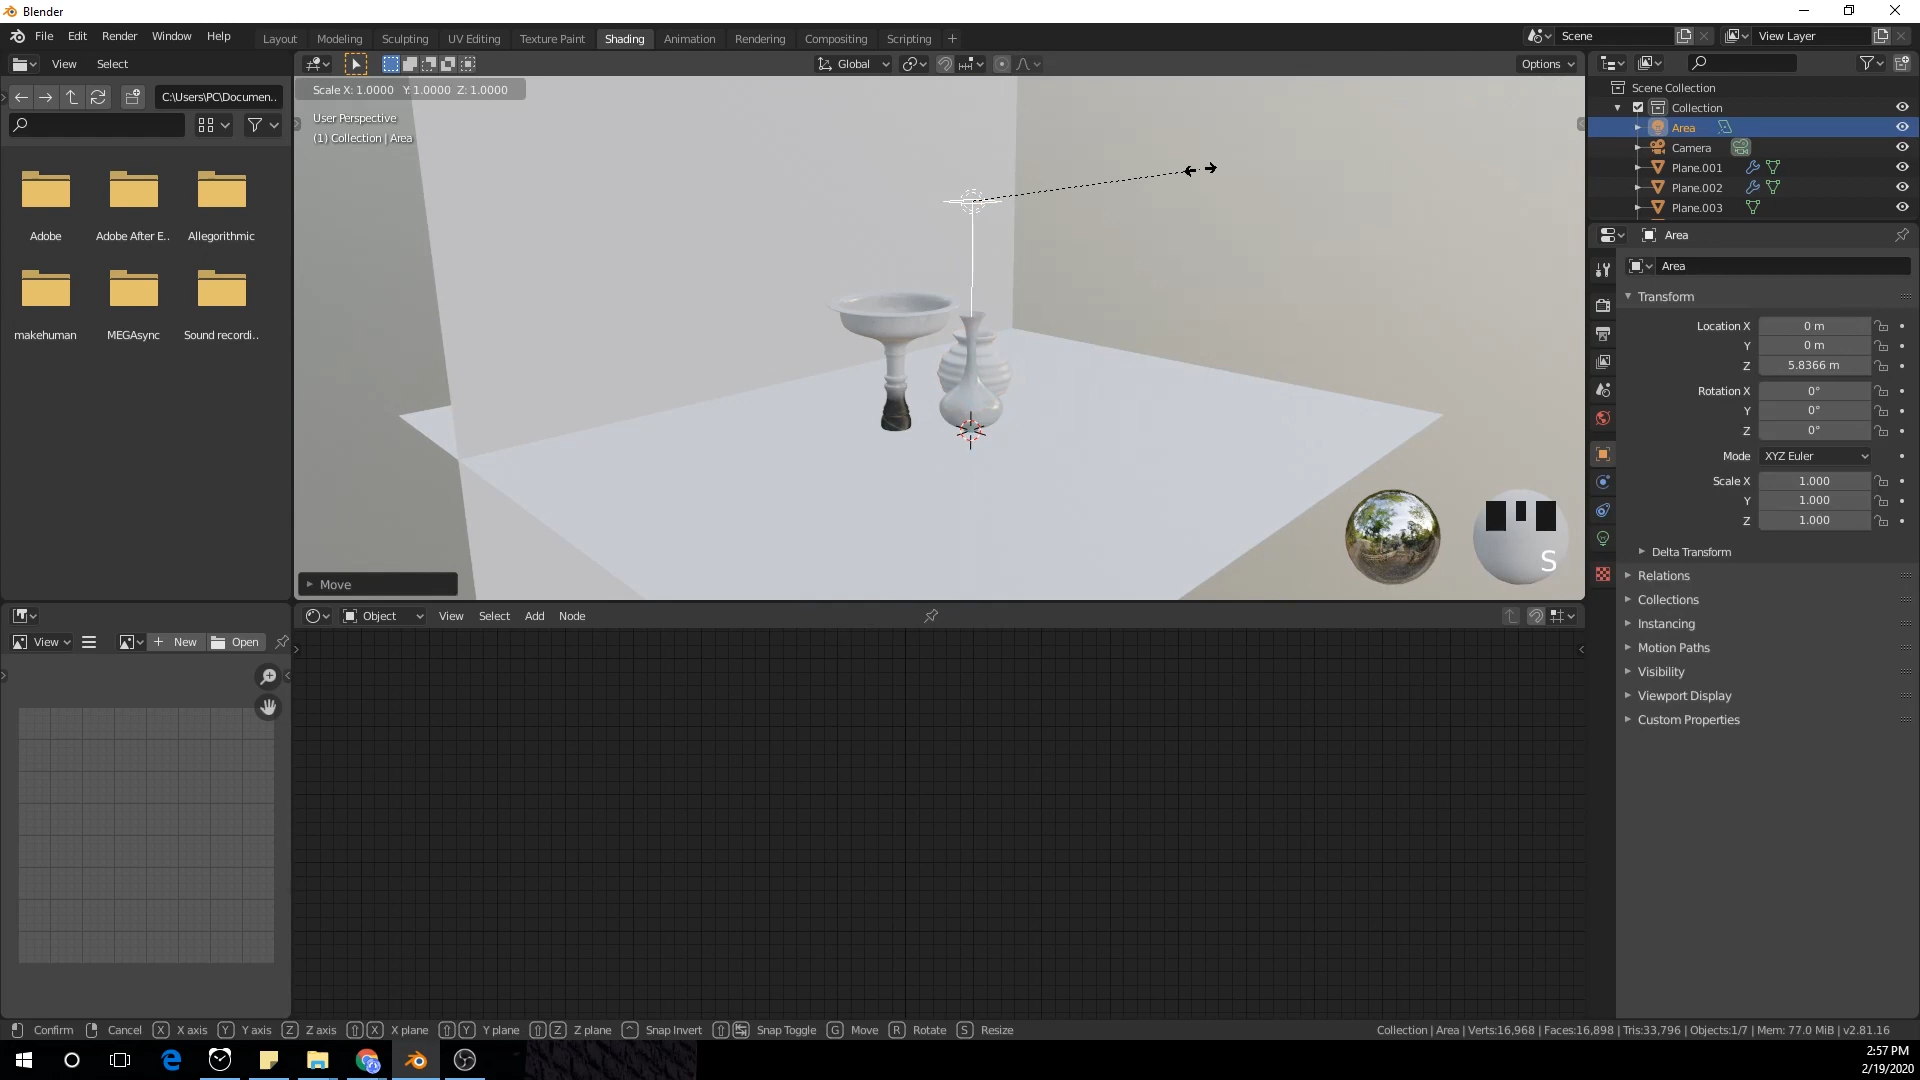 Blender
File Edit Render Window Help
Layout Modeling Sculpting UV Editing Texture Paint Shading Animation Rendering Compositing Scripting +
Scene
View Layer
View Select
Global
Options
C:\Users\PC\Documen..
Scale X: 1.0000 Y: 1.0000 Z: 1.0000
User Perspective
(1) Collection | Area
Adobe
Adobe After E..
Allegorithmic
makehuman
MEGAsync
Sound recordi..
Move
S
Scene Collection
Collection
Area
Camera
Plane.001
Plane.002
Plane.003
Area
Area
Transform
Location X 0 m
Y 0 m
Z 5.8366 m
Rotation X 0°
Y 0°
Z 0°
Mode XYZ Euler
Scale X 1.000
Y 1.000
Z 1.000
Delta Transform
Relations
Collections
Instancing
Motion Paths
Visibility
Viewport Display
Custom Properties
Object View Select Add Node
View + New Open
Confirm Cancel X X axis Y Y axis Z Z axis X X plane Y Y plane Z Z plane ^ Snap Invert Snap Toggle G Move R Rotate S Resize
Collection | Area | Verts:16,968 | Faces:16,898 | Tris:33,796 | Objects:1/7 | Mem: 77.0 MiB | v2.81.16
2:57 PM
2/19/2020